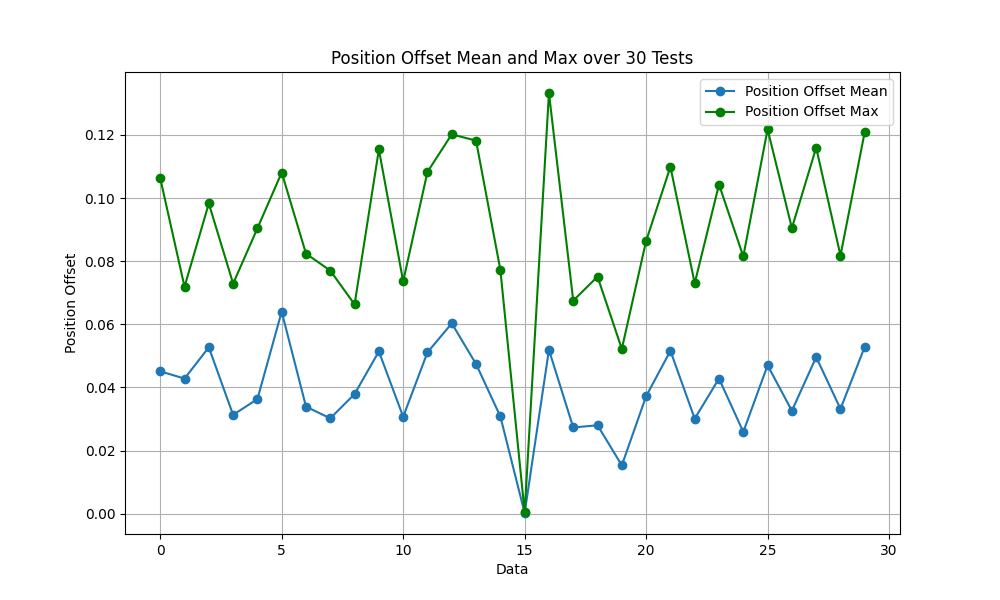 Position Offset Mean and Max over 30 Tests
Position Offset Mean
Position Offset Max
Position Offset
0.12
0.10
0.08
0.06
0.04
0.02
0.00
0 5 10 15 20 25 30
Data